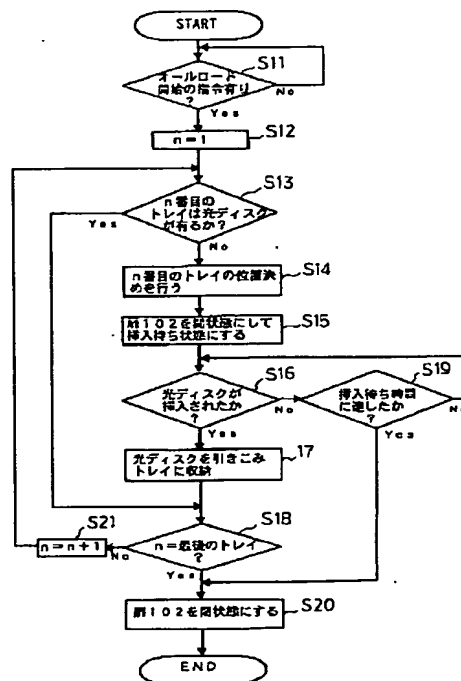 START
オールロード
開始の指令有り
?
S11
No
Yes
n=1
S12
n番目の
トレイは光ディスク
が有るか?
S13
Yes
No
n番目のトレイの位置決
めを行う
S14
扉102を開状態にして
挿入待ち状態にする
S15
光ディスクが
挿入されたか
?
S16
No
Yes
挿入待ち時間
に達したか
?
S19
No
Yes
光ディスクを引きこみ
トレイに収納
17
n=最後のトレイ
?
S18
No
Yes
n=n+1
S21
扉102を閉状態にする
S20
END